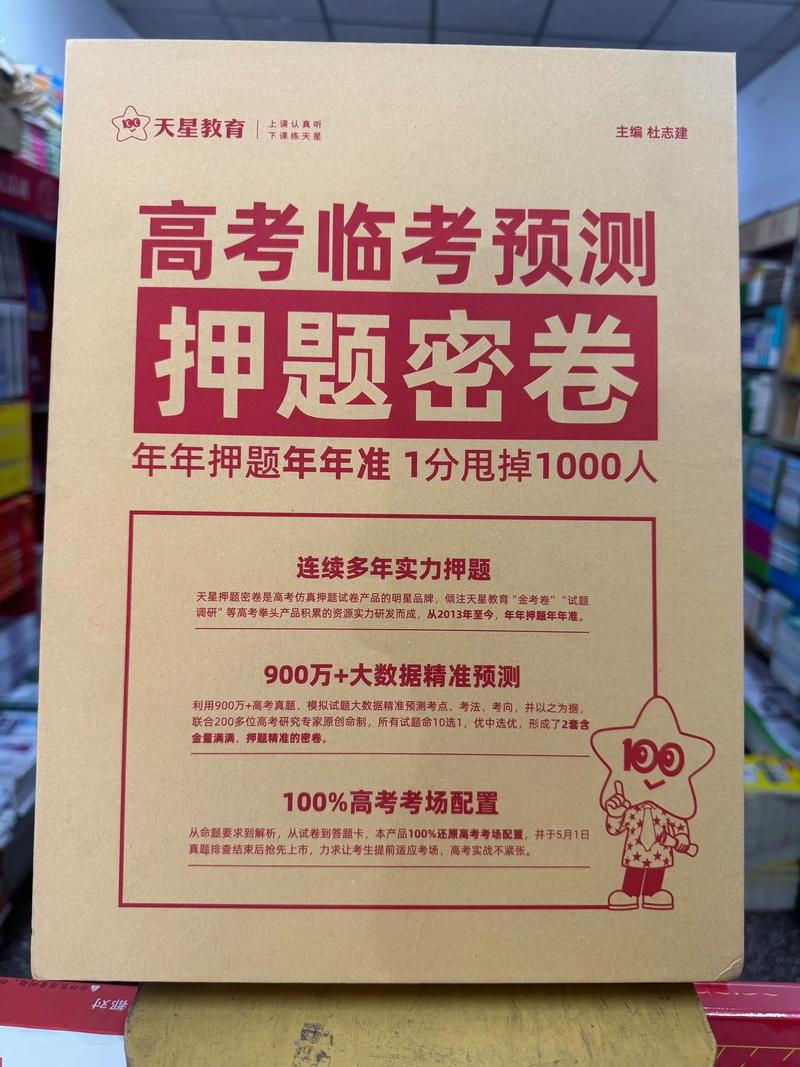 天星教育
上课认真听
下课练天星
主编 杜志建
高考临考预测
押题密卷
年年押题年年准 1分甩掉1000人
连续多年实力押题
天星押题密卷是高考仿真押题试卷产品的明星品牌，倾注天星教育“金考卷”“试题
调研”等高考拳头产品积累的资源实力研发而成，从2013年至今，年年押题年年准。
900万+大数据精准预测
利用900万+高考真题、模拟试题大数据精准预测考点、考法、考向，并以之为据，
联合200多位高考研究专家原创命制，所有试题命10选1，优中选优，形成了2套含
金量满满、押题精准的密卷。
100%高考考场配置
从命题要求到解析，从试卷到答题卡，本产品100%还原高考考场配置，并于5月1日
真题排查结束后抢先上市，力求让考生提前适应考场，高考实战不紧张。
100
都对